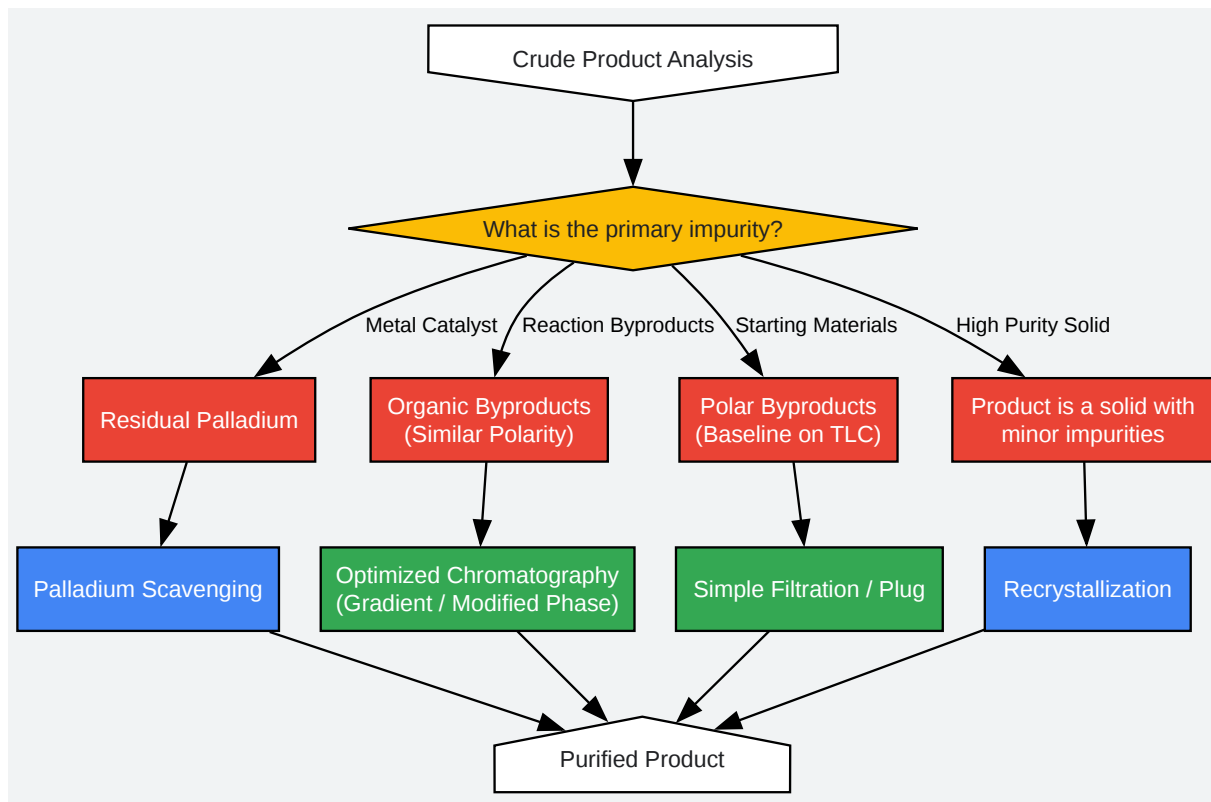 Crude Product Analysis
What is the primary impurity?
Metal Catalyst
Reaction Byproducts
Starting Materials
High Purity Solid
Residual Palladium
Organic Byproducts
(Similar Polarity)
Polar Byproducts
(Baseline on TLC)
Product is a solid with
minor impurities
Palladium Scavenging
Optimized Chromatography
(Gradient / Modified Phase)
Simple Filtration / Plug
Recrystallization
Purified Product